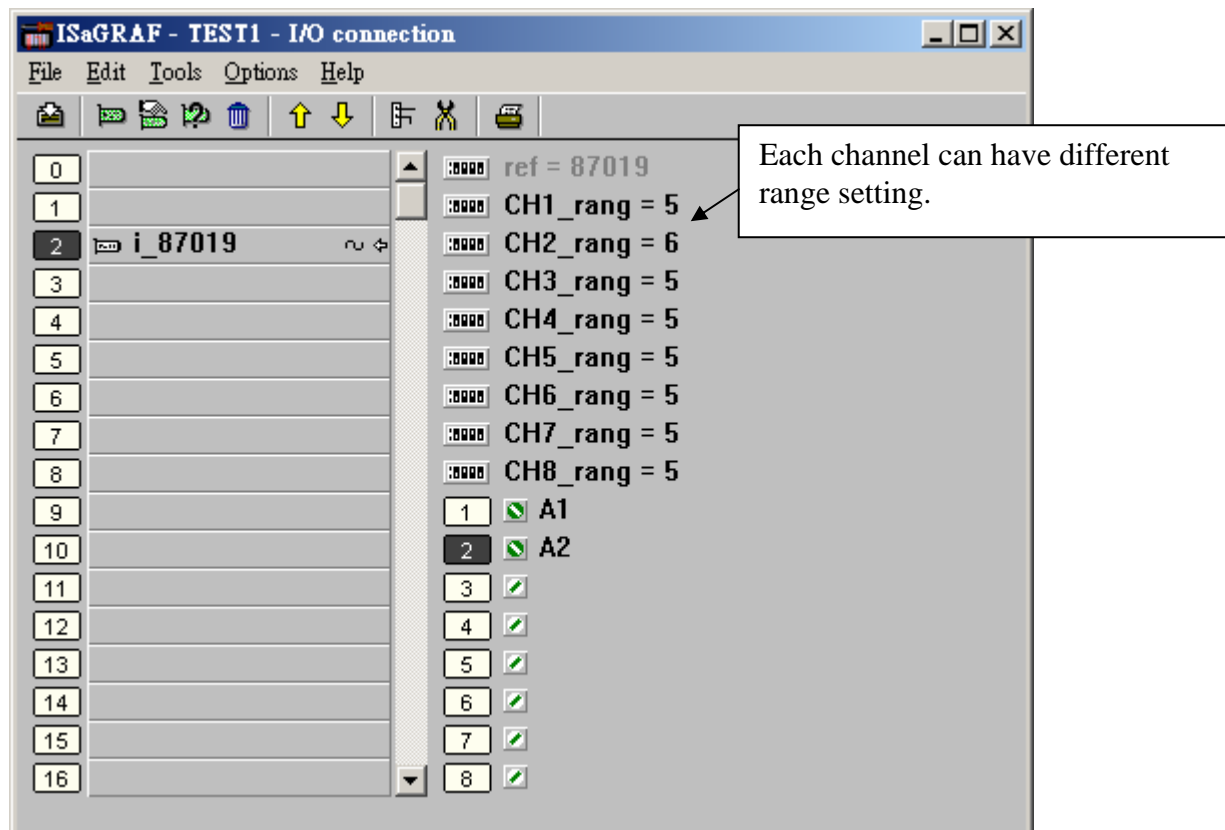 ISaGRAF - TEST1 - I/O connection
File Edit Tools Options Help
Each channel can have different
range setting.
0
1
2 i_87019
3
4
5
6
7
8
9
10
11
12
13
14
15
16
ref = 87019
CH1_rang = 5
CH2_rang = 6
CH3_rang = 5
CH4_rang = 5
CH5_rang = 5
CH6_rang = 5
CH7_rang = 5
CH8_rang = 5
1 A1
2 A2
3
4
5
6
7
8